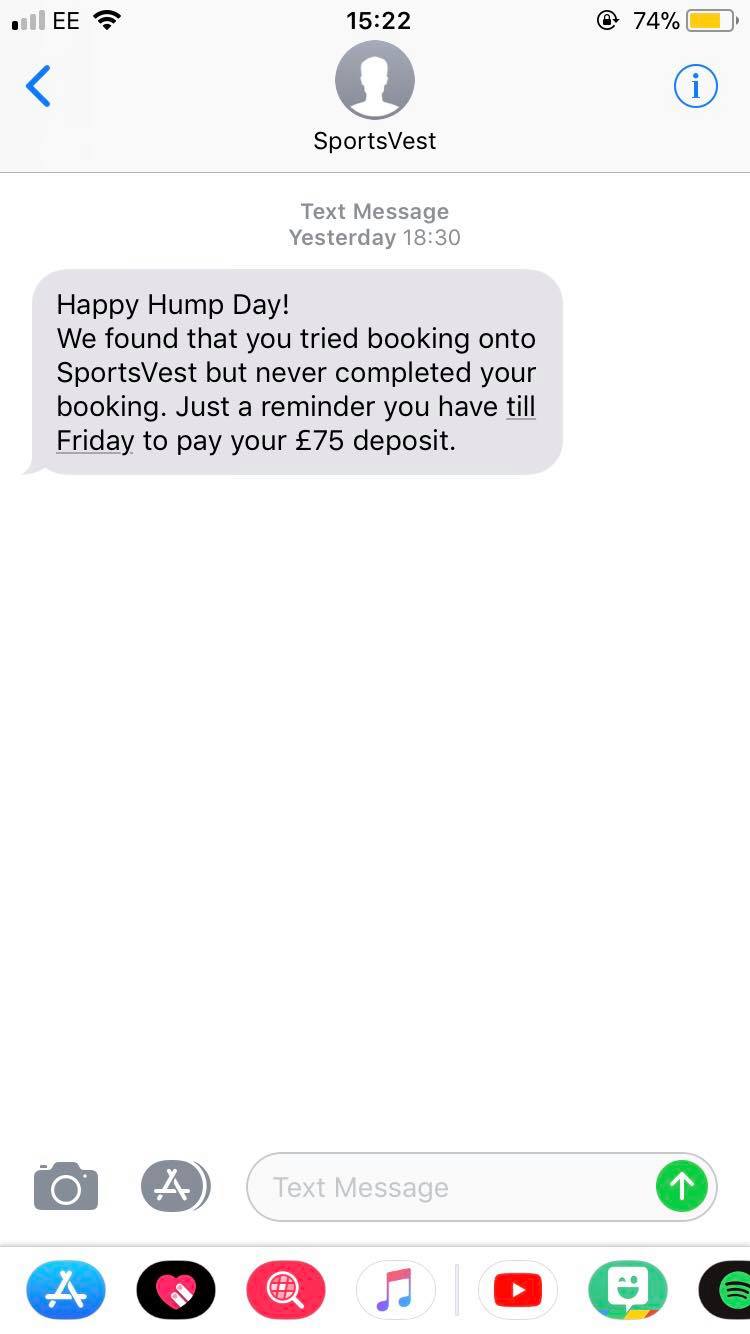 EE 15:22 74%
SportsVest
Text Message
Yesterday 18:30
Happy Hump Day!
We found that you tried booking onto
SportsVest but never completed your
booking. Just a reminder you have till
Friday to pay your £75 deposit.
Text Message